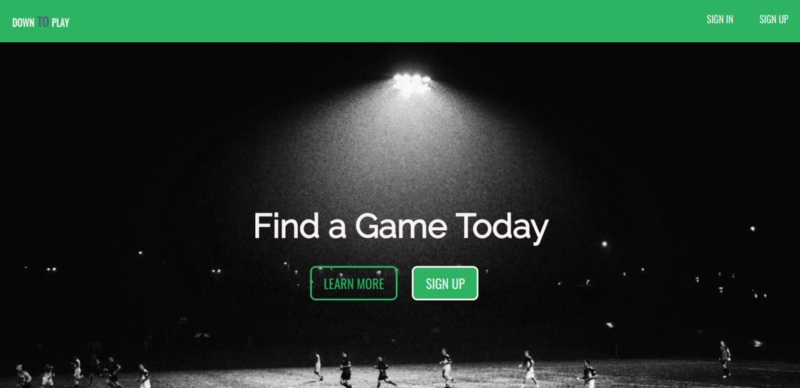 DOWN TO PLAY
SIGN IN SIGN UP
Find a Game Today
LEARN MORE SIGN UP